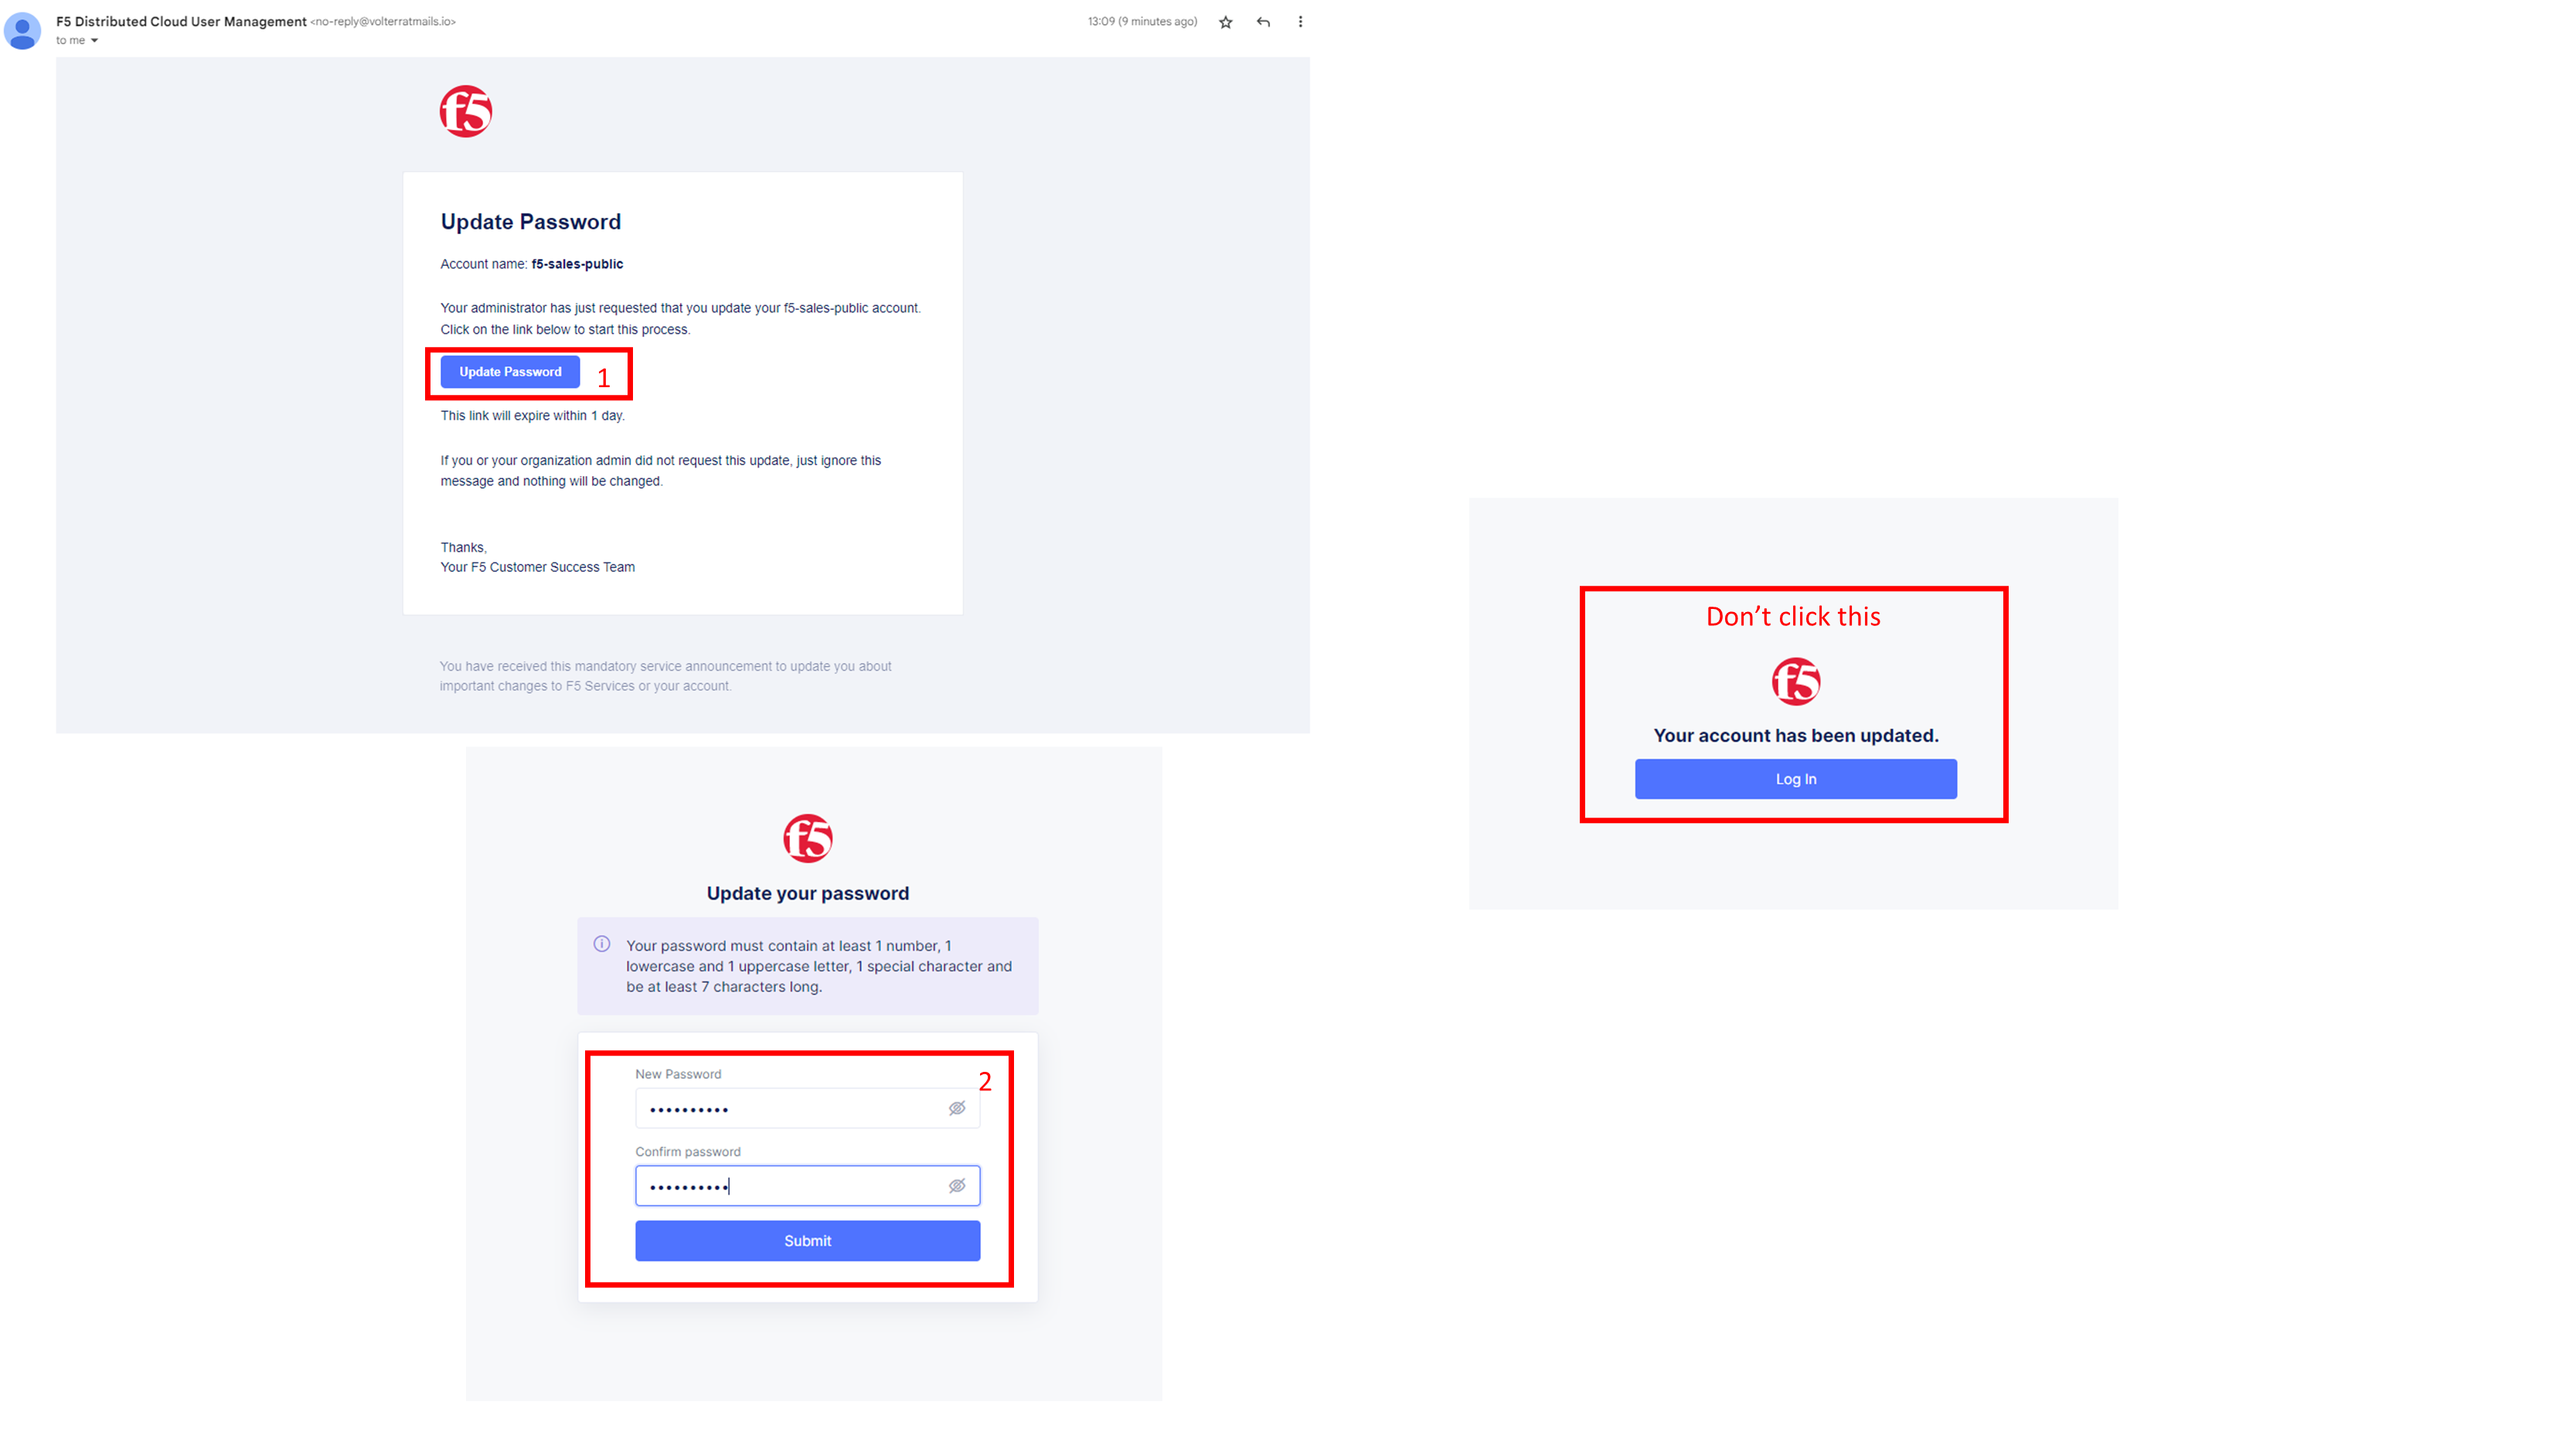 F5 Distributed Cloud User Management <no-reply@volterratmails.io>
13:09 (9 minutes ago)
to me
f5
Update Password
Account name: f5-sales-public
Your administrator has just requested that you update your f5-sales-public account.
Click on the link below to start this process.
Update Password
1
This link will expire within 1 day.
If you or your organization admin did not request this update, just ignore this
message and nothing will be changed.
Thanks,
Your F5 Customer Success Team
You have received this mandatory service announcement to update you about
important changes to F5 Services or your account.
f5
Update your password
Your password must contain at least 1 number, 1
lowercase and 1 uppercase letter, 1 special character and
be at least 7 characters long.
2
New Password
Confirm password
Submit
Don’t click this
f5
Your account has been updated.
Log In